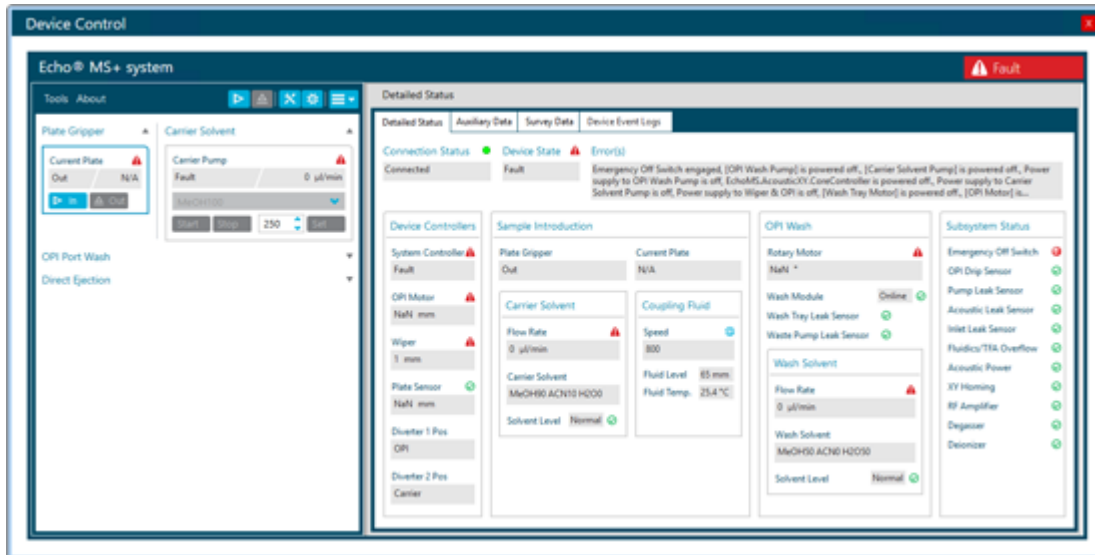 Device Control
x
Echo® MS+ system
Fault
Tools About
Plate Gripper
Current Plate
Out
N/A
In
Out
Carrier Solvent
Carrier Pump
Fault
0 µl/min
MeOH100
Start
Stop
250
Set
OPI Port Wash
Direct Ejection
Detailed Status
Detailed Status
Auxiliary Data
Survey Data
Device Event Logs
Connection Status
Connected
Device State
Fault
Error(s)
Emergency Off Switch engaged, [OPI Wash Pump] is powered off., [Carrier Solvent Pump] is powered off., Power
supply to OPI Wash Pump is off, EchoMS.AcousticXY.CoreController is powered off., Power supply to Carrier
Solvent Pump is off, Power supply to Wiper & OPI is off, [Wash Tray Motor] is powered off., [OPI Motor] is...
Device Controllers
System Controller
Fault
OPI Motor
NaN mm
Wiper
1 mm
Plate Sensor
NaN mm
Diverter 1 Pos
OPI
Diverter 2 Pos
Carrier
Sample Introduction
Plate Gripper
Out
Current Plate
N/A
Carrier Solvent
Flow Rate
0 µl/min
Carrier Solvent
MeOH90 ACN10 H2O0
Solvent Level Normal
Coupling Fluid
Speed
800
Fluid Level 65 mm
Fluid Temp. 25.4 °C
OPI Wash
Rotary Motor
NaN °
Wash Module Online
Wash Tray Leak Sensor
Waste Pump Leak Sensor
Wash Solvent
Flow Rate
0 µl/min
Wash Solvent
MeOH50 ACN0 H2O50
Solvent Level Normal
Subsystem Status
Emergency Off Switch
OPI Drip Sensor
Pump Leak Sensor
Acoustic Leak Sensor
Inlet Leak Sensor
Fluidics/TFA Overflow
Acoustic Power
XY Homing
RF Amplifier
Degasser
Deionizer